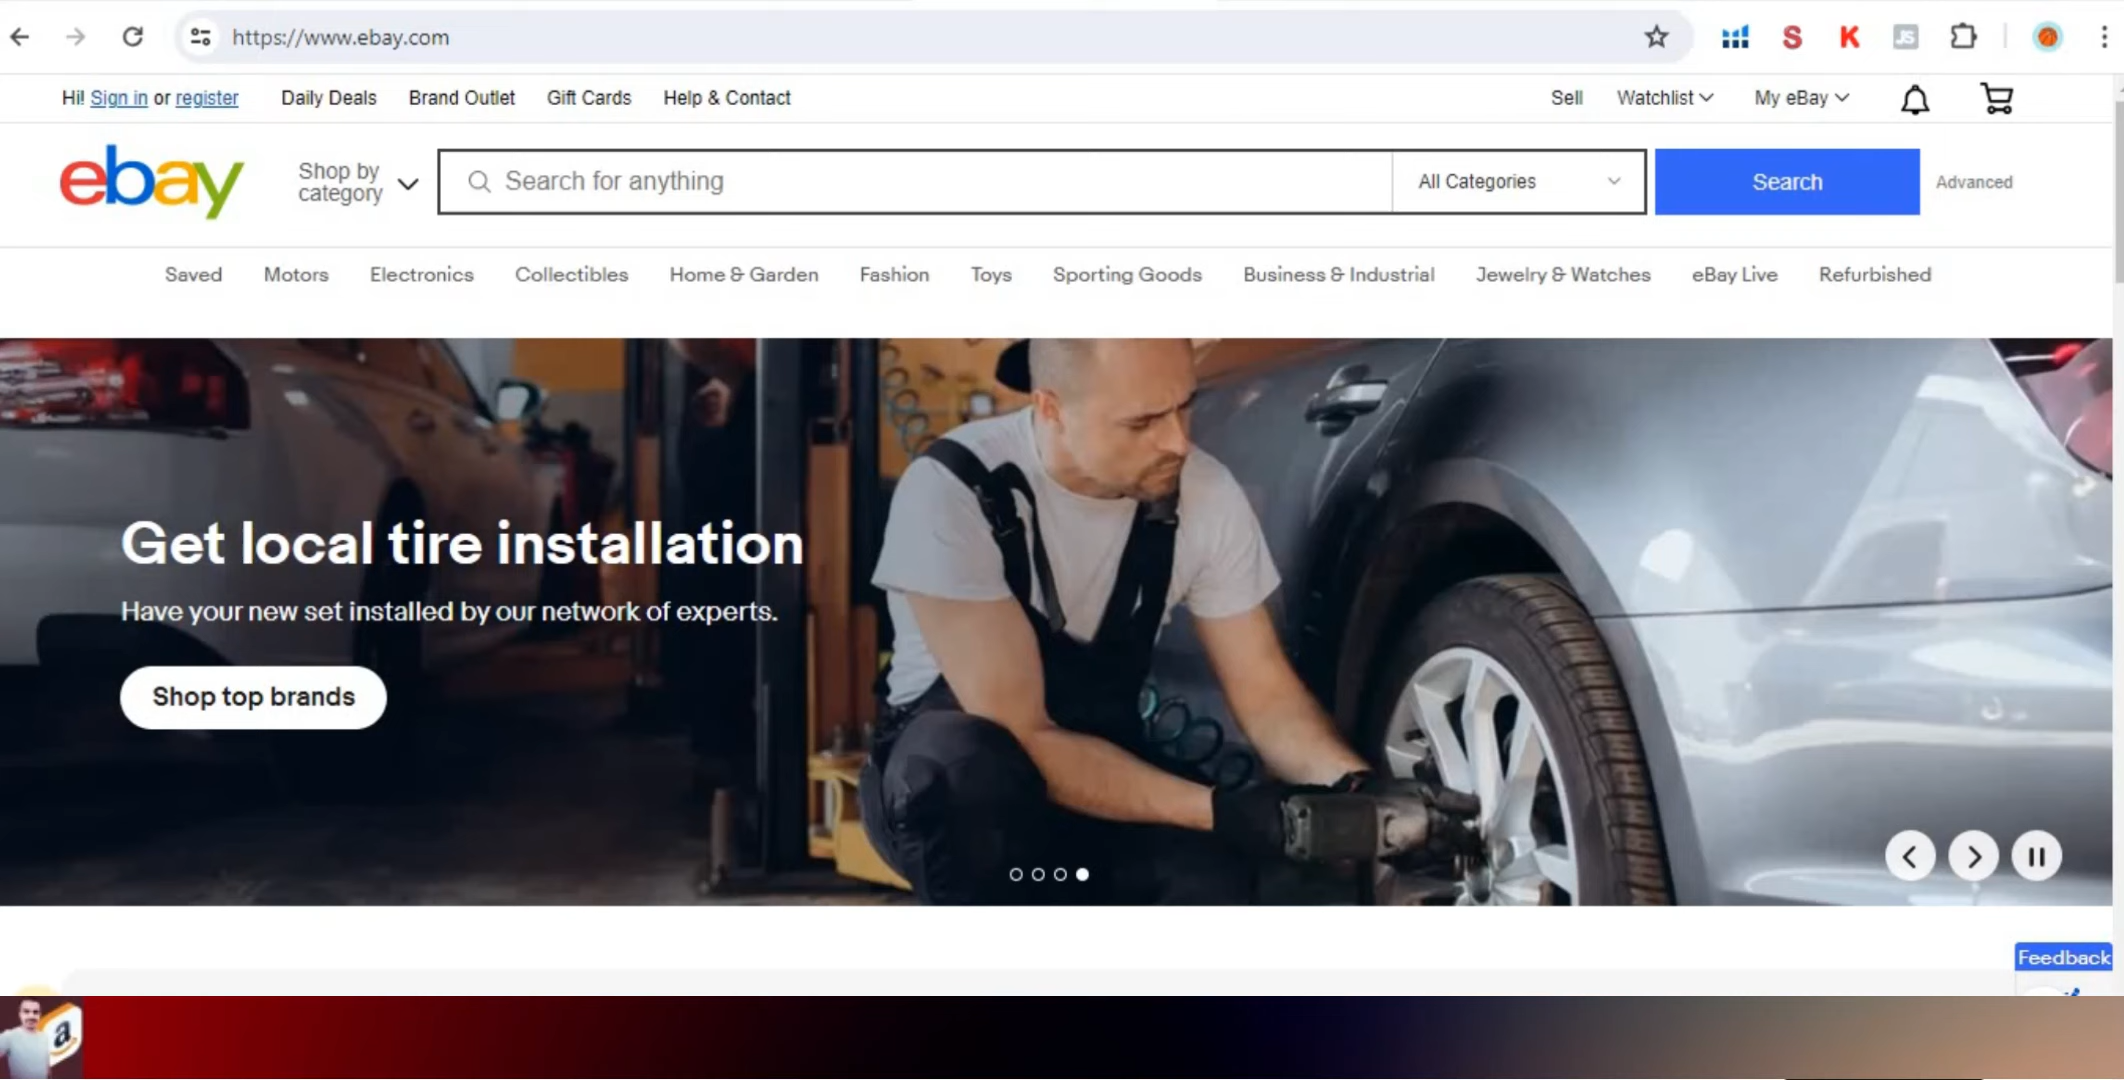 https://www.ebay.com
S K JS
Hi! Sign in or register Daily Deals Brand Outlet Gift Cards Help & Contact Sell Watchlist My eBay
ebay
Shop by
category
Search for anything All Categories Search Advanced
Saved Motors Electronics Collectibles Home & Garden Fashion Toys Sporting Goods Business & Industrial Jewelry & Watches eBay Live Refurbished
Get local tire installation
Have your new set installed by our network of experts.
Shop top brands
Feedback
a